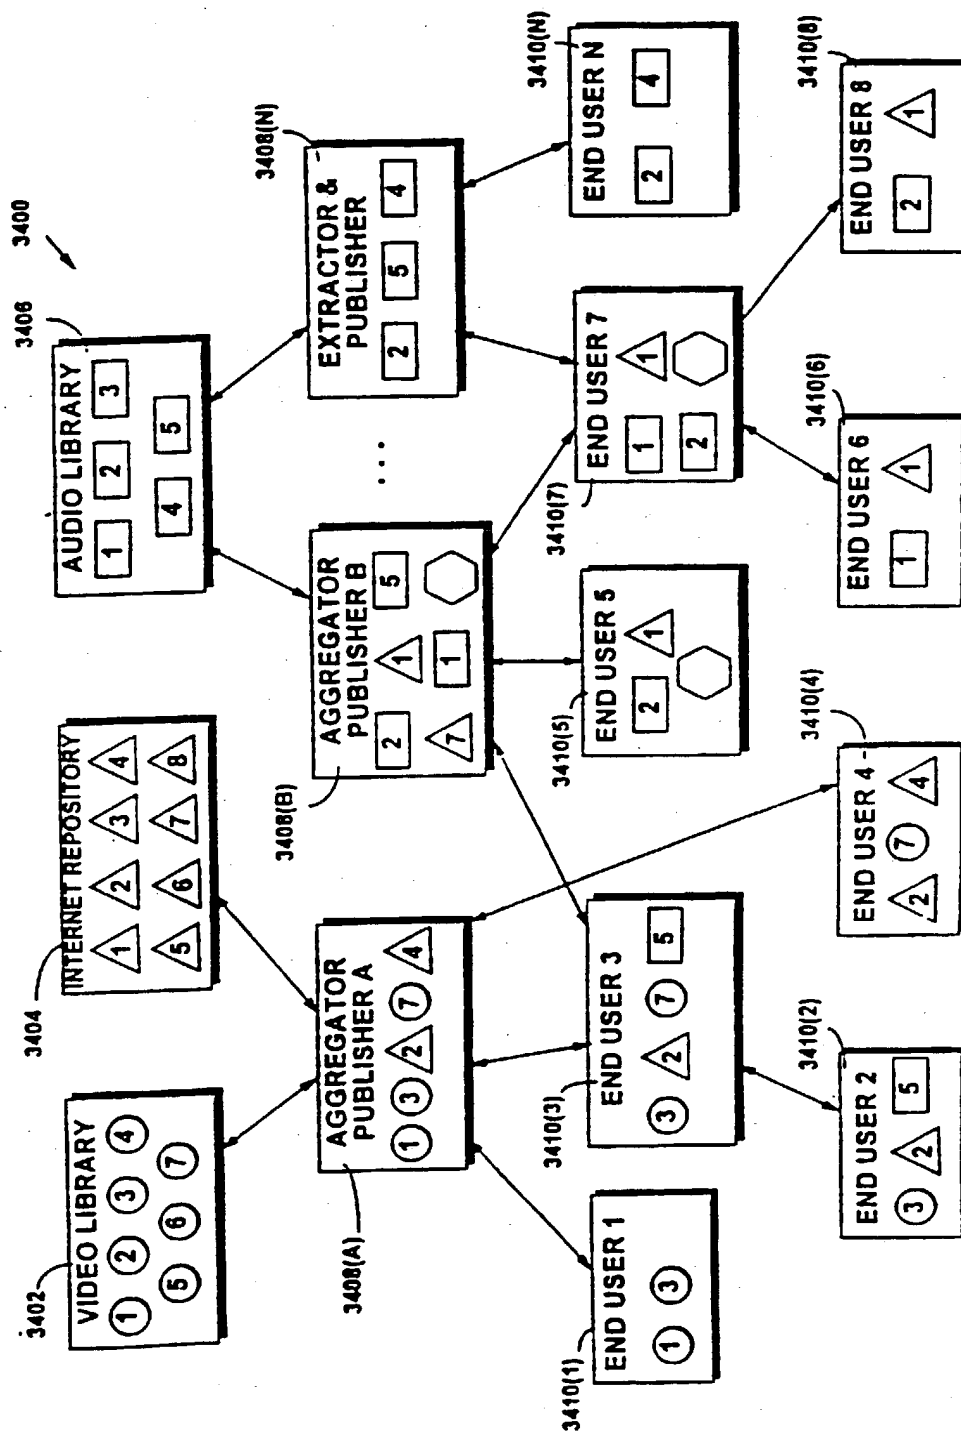 3400
3402
VIDEO LIBRARY
1 2 3 4
5 6 7
3404
INTERNET REPOSITORY
1 2 3 4
5 6 7 8
3406
AUDIO LIBRARY
1 2 3
4 5
3408(A)
AGGREGATOR
PUBLISHER A
1 3 2 7 4
3408(B)
AGGREGATOR
PUBLISHER B
2 1 5
7 1
...
3408(N)
EXTRACTOR &
PUBLISHER
2 5 4
3410(1)
END USER 1
1 3
3410(3)
END USER 3
3 2 7 5
3410(5)
END USER 5
2 1
3410(7)
END USER 7
1 1
2
3410(N)
END USER N
2 4
3410(2)
END USER 2
3 2 5
3410(4)
END USER 4
2 7 4
3410(6)
END USER 6
1 1
3410(8)
END USER 8
2 1